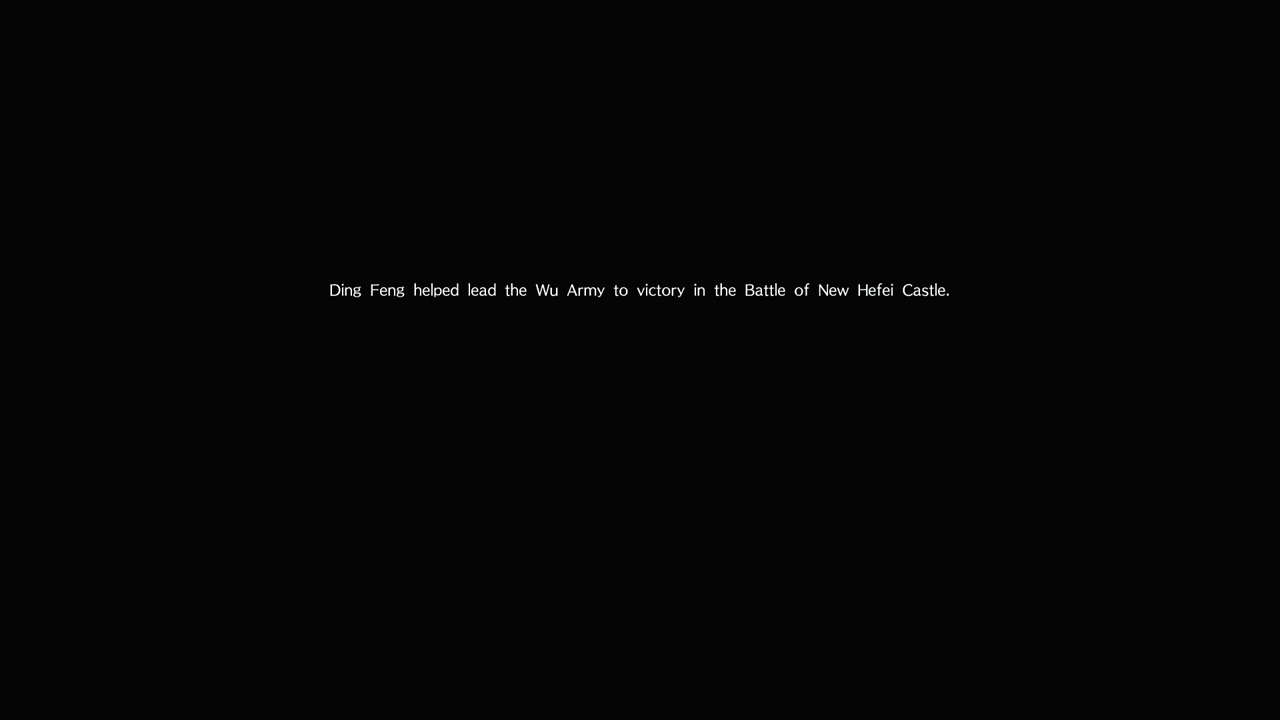 Ding Feng helped lead the Wu Army to victory in the Battle of New Hefei Castle.